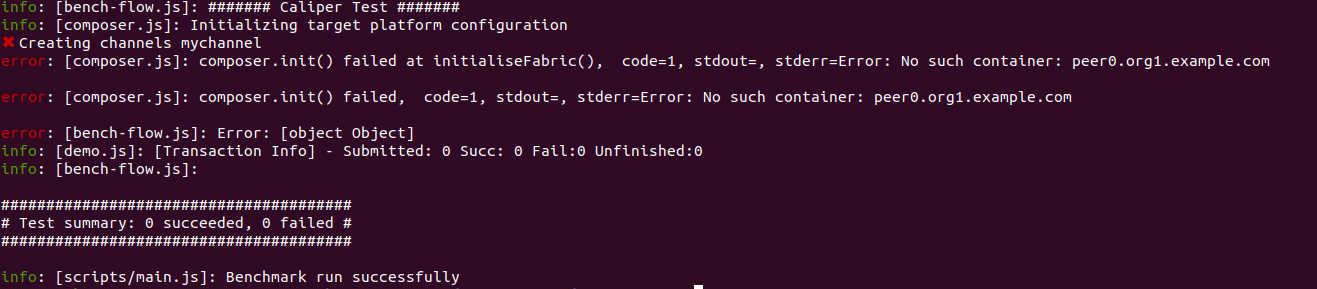 info: [bench-flow.js]: ####### Caliper Test #######
info: [composer.js]: Initializing target platform configuration
✖ Creating channels mychannel
error: [composer.js]: composer.init() failed at initialiseFabric(),  code=1, stdout=, stderr=Error: No such container: peer0.org1.example.com
error: [composer.js]: composer.init() failed,  code=1, stdout=, stderr=Error: No such container: peer0.org1.example.com
error: [bench-flow.js]: Error: [object Object]
info: [demo.js]: [Transaction Info] - Submitted: 0 Succ: 0 Fail:0 Unfinished:0
info: [bench-flow.js]:
#######################################
# Test summary: 0 succeeded, 0 failed #
#######################################
info: [scripts/main.js]: Benchmark run successfully